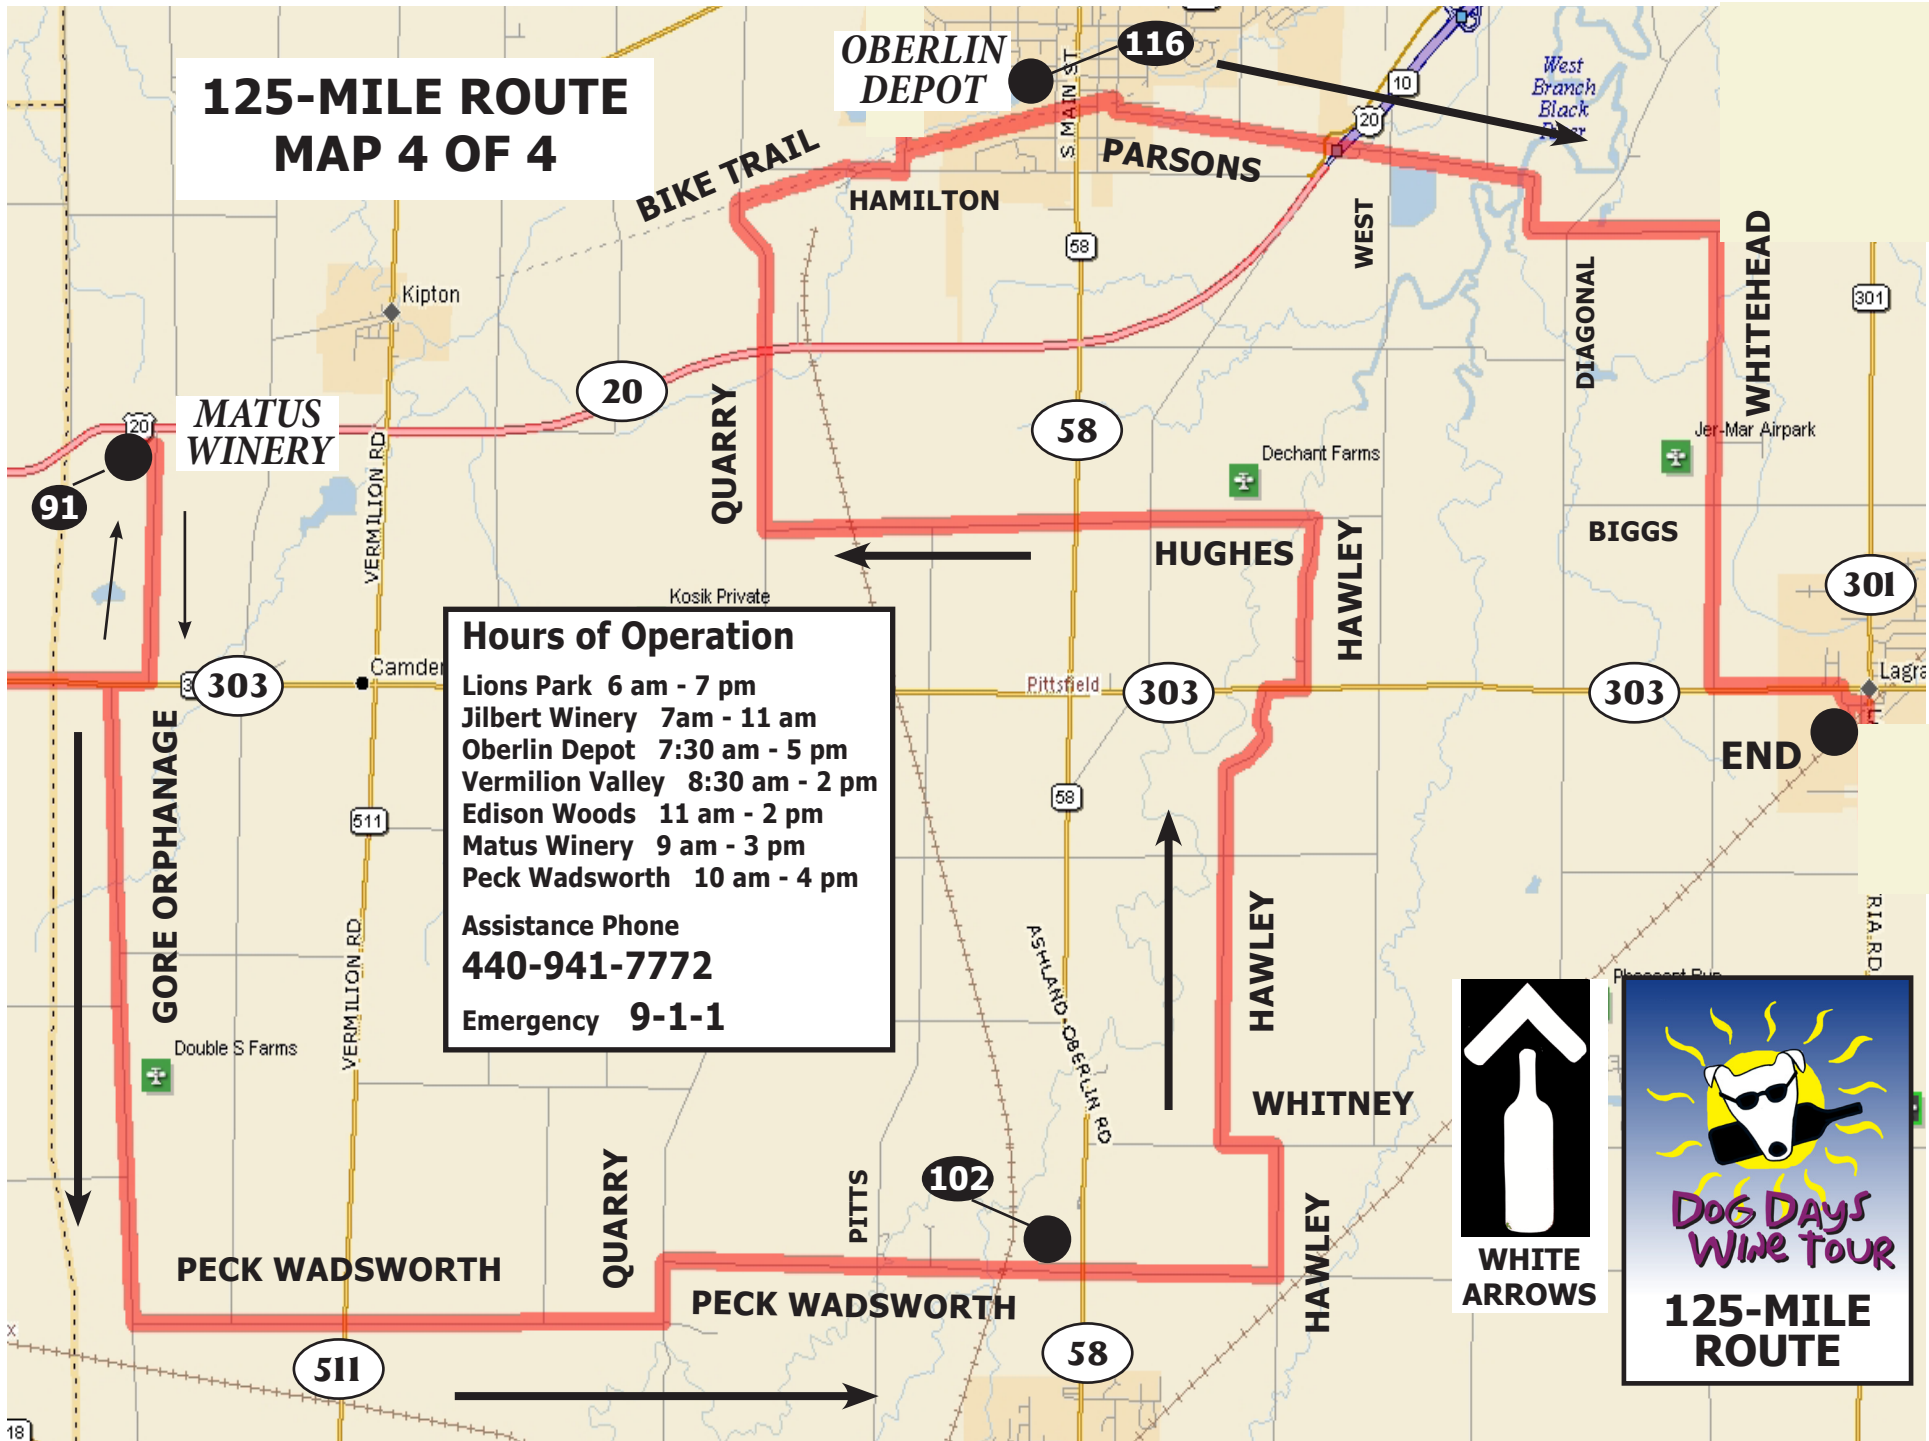 125-MILE ROUTE
MAP 4 OF 4
OBERLIN
DEPOT
116
S MAIN ST
10
20
West
Branch
Black
River
BIKE TRAIL
HAMILTON
PARSONS
58
WEST
DIAGONAL
WHITEHEAD
301
Kipton
20
MATUS
WINERY
20
91
VERMILION RD
QUARRY
58
Dechant Farms
Jer-Mar Airpark
HUGHES
HAWLEY
BIGGS
301
Kosik Private
303
Camden
Pittsfield
303
303
Lagra
END
Hours of Operation
Lions Park 6 am - 7 pm
Jilbert Winery 7am - 11 am
Oberlin Depot 7:30 am - 5 pm
Vermilion Valley 8:30 am - 2 pm
Edison Woods 11 am - 2 pm
Matus Winery 9 am - 3 pm
Peck Wadsworth 10 am - 4 pm
Assistance Phone
440-941-7772
Emergency 9-1-1
GORE ORPHANAGE
511
58
VERMILION RD
ASHLAND-OBERLIN RD
HAWLEY
RIA RD
Double S Farms
WHITNEY
QUARRY
PITTS
102
HAWLEY
PECK WADSWORTH
PECK WADSWORTH
511
58
18
WHITE
ARROWS
DOG DAYS
WINE TOUR
125-MILE
ROUTE